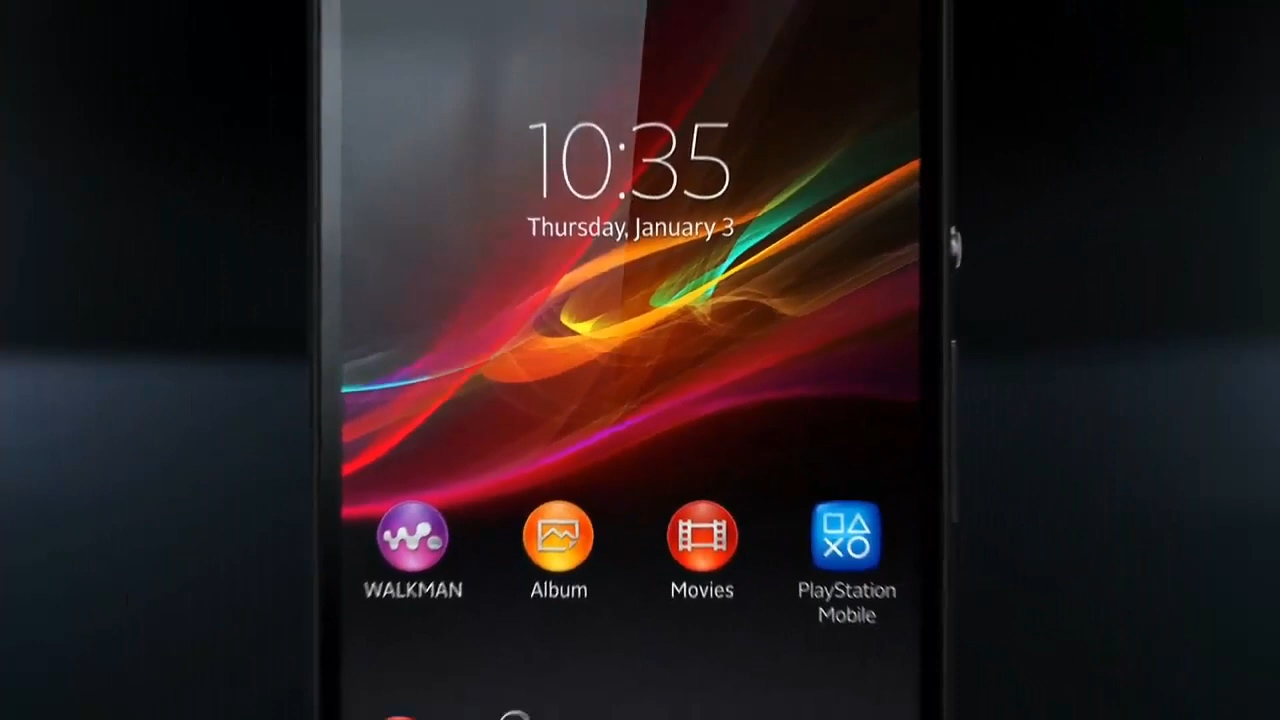 10:35
Thursday, January 3
WALKMAN
Album
Movies
PlayStation
Mobile